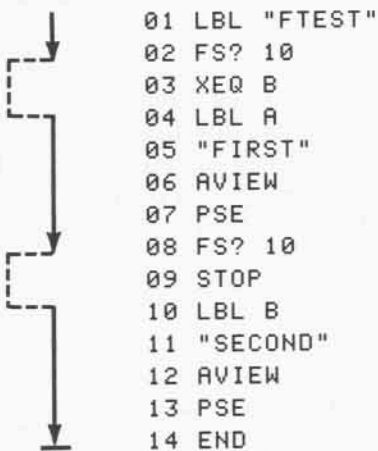 01 LBL "FTEST"
02 FS? 10
03 XEQ B
04 LBL A
05 "FIRST"
06 AVIEW
07 PSE
08 FS? 10
09 STOP
10 LBL B
11 "SECOND"
12 AVIEW
13 PSE
14 END